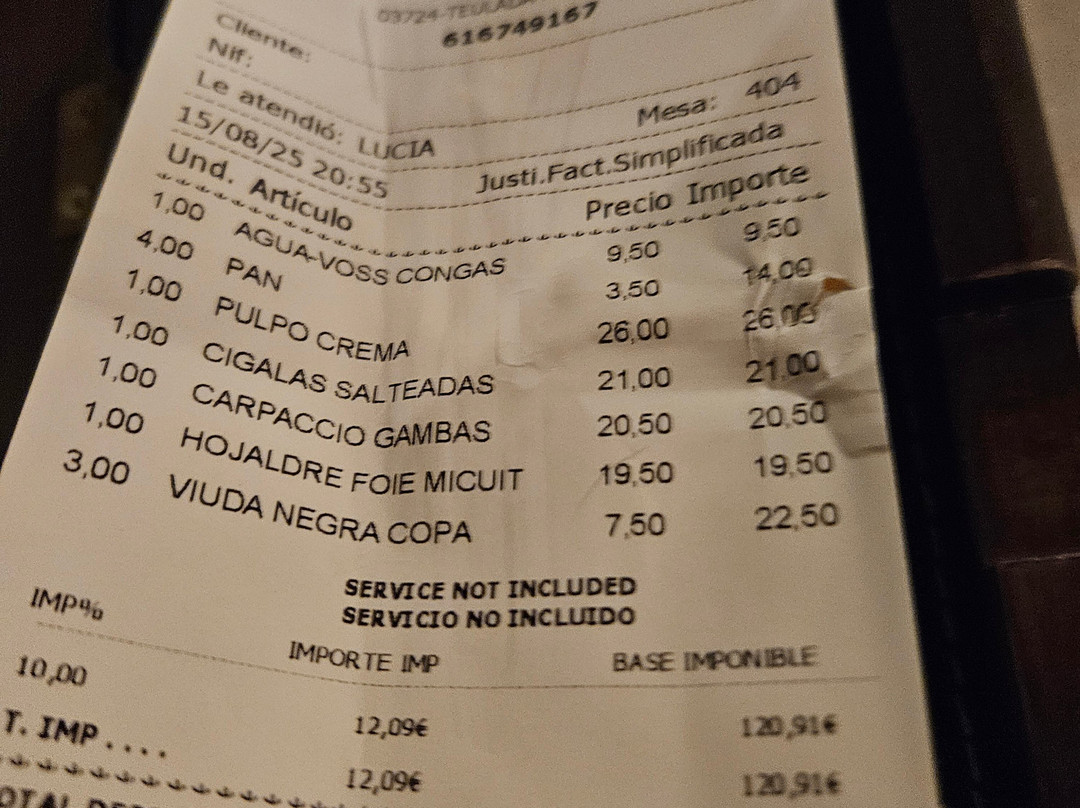 03724-TEULADA
616749167
Cliente:
Nif:
Le atendió: LUCIA Mesa: 404
15/08/25 20:55 Justi.Fact.Simplificada
Und. Artículo Precio Importe
1,00 AGUA-VOSS CONGAS 9,50 9,50
4,00 PAN 3,50 14,00
1,00 PULPO CREMA 26,00 26,00
1,00 CIGALAS SALTEADAS 21,00 21,00
1,00 CARPACCIO GAMBAS 20,50 20,50
1,00 HOJALDRE FOIE MICUIT 19,50 19,50
3,00 VIUDA NEGRA COPA 7,50 22,50
SERVICE NOT INCLUDED
SERVICIO NO INCLUIDO
IMP% IMPORTE IMP BASE IMPONIBLE
10,00 12,09€ 120,91€
T. IMP.... 12,09€ 120,91€